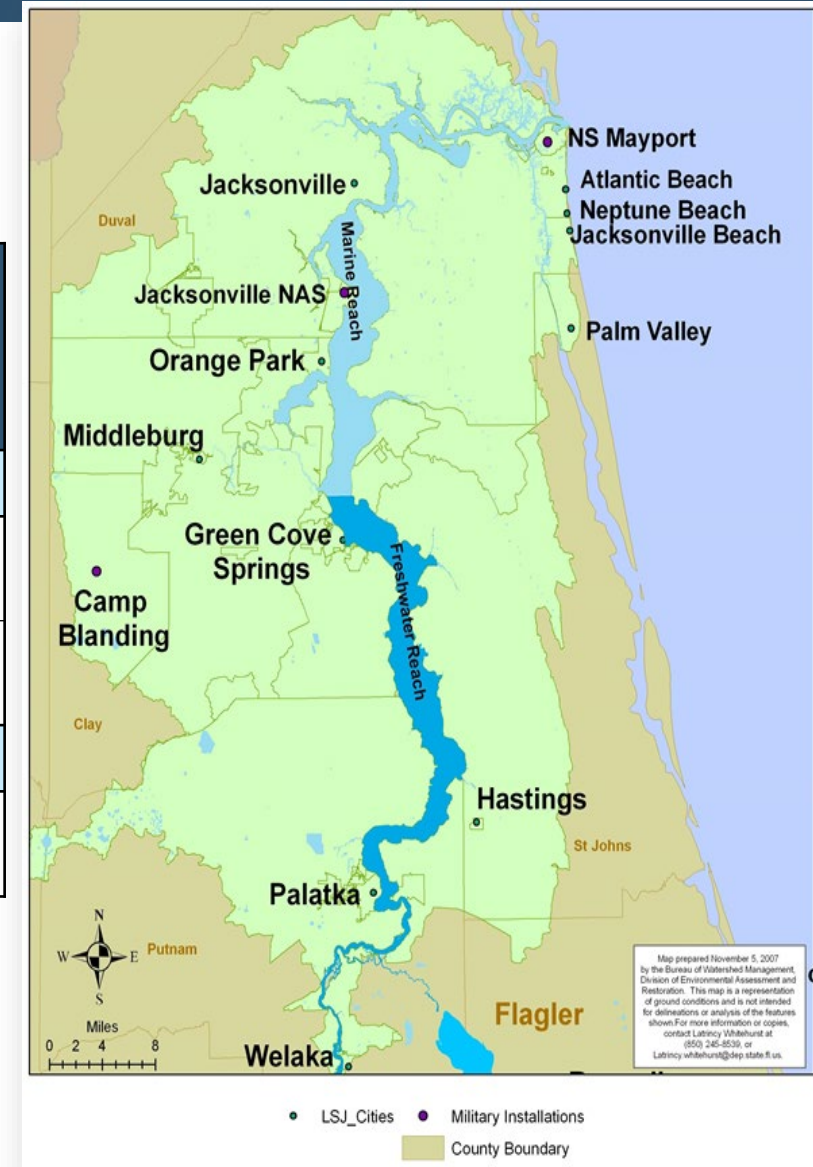 NS Mayport
Jacksonville
Atlantic Beach
Neptune Beach
Duval
Jacksonville Beach
Marine Reach
Jacksonville NAS
Palm Valley
Orange Park
Middleburg
Green Cove
Springs
Freshwater Reach
Camp
Blanding
Clay
Hastings
St Johns
Palatka
N
W
E
S
Putnam
Miles
0 2 4 8
Flagler
Welaka
Map prepared November 5, 2007
by the Bureau of Watershed Management,
Division of Environmental Assessment and
Restoration. This map is a representation
of ground conditions and is not intended
for delineations or analysis of the features
shown.For more information or copies,
contact Latrincy Whitehurst at
(850) 245-8539, or
Latrincy.whitehurst@dep.state.fl.us.
LSJ_Cities
Military Installations
County Boundary